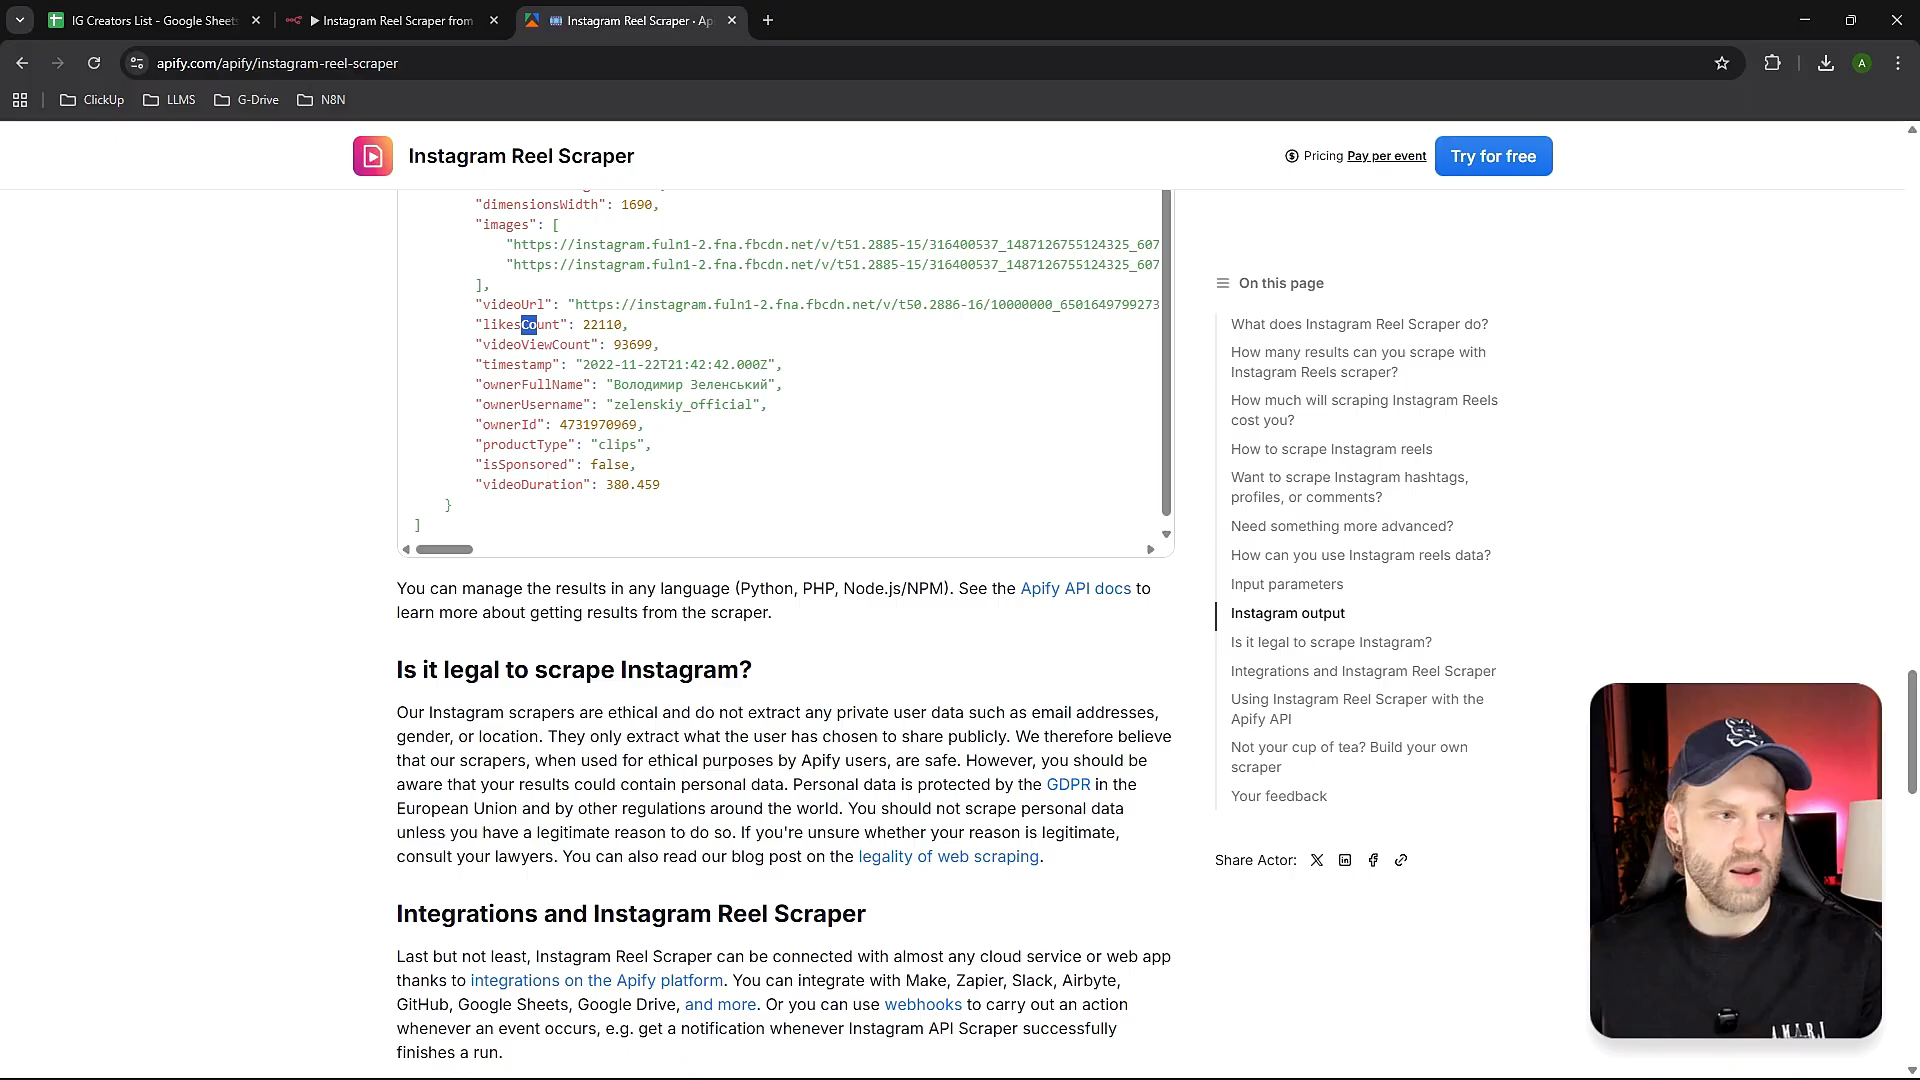 IG Creators List - Google Sheets
Instagram Reel Scraper from
Instagram Reel Scraper · Ap
apify.com/apify/instagram-reel-scraper
A
ClickUp
LLMS
G-Drive
N8N
Instagram Reel Scraper
Pricing Pay per event
Try for free
"dimensionsWidth": 1690,
"images": [
"https://instagram.fuln1-2.fna.fbcdn.net/v/t51.2885-15/316400537_1487126755124325_607
"https://instagram.fuln1-2.fna.fbcdn.net/v/t51.2885-15/316400537_1487126755124325_607
],
"videoUrl": "https://instagram.fuln1-2.fna.fbcdn.net/v/t50.2886-16/10000000_6501649799273
"likesCount": 22110,
"videoViewCount": 93699,
"timestamp": "2022-11-22T21:42:42.000Z",
"ownerFullName": "Володимир Зеленський",
"ownerUsername": "zelenskiy_official",
"ownerId": 4731970969,
"productType": "clips",
"isSponsored": false,
"videoDuration": 380.459
}
]
You can manage the results in any language (Python, PHP, Node.js/NPM). See the Apify API docs to
learn more about getting results from the scraper.
Is it legal to scrape Instagram?
Our Instagram scrapers are ethical and do not extract any private user data such as email addresses,
gender, or location. They only extract what the user has chosen to share publicly. We therefore believe
that our scrapers, when used for ethical purposes by Apify users, are safe. However, you should be
aware that your results could contain personal data. Personal data is protected by the GDPR in the
European Union and by other regulations around the world. You should not scrape personal data
unless you have a legitimate reason to do so. If you're unsure whether your reason is legitimate,
consult your lawyers. You can also read our blog post on the legality of web scraping.
Integrations and Instagram Reel Scraper
Last but not least, Instagram Reel Scraper can be connected with almost any cloud service or web app
thanks to integrations on the Apify platform. You can integrate with Make, Zapier, Slack, Airbyte,
GitHub, Google Sheets, Google Drive, and more. Or you can use webhooks to carry out an action
whenever an event occurs, e.g. get a notification whenever Instagram API Scraper successfully
finishes a run.
On this page
What does Instagram Reel Scraper do?
How many results can you scrape with
Instagram Reels scraper?
How much will scraping Instagram Reels
cost you?
How to scrape Instagram reels
Want to scrape Instagram hashtags,
profiles, or comments?
Need something more advanced?
How can you use Instagram reels data?
Input parameters
Instagram output
Is it legal to scrape Instagram?
Integrations and Instagram Reel Scraper
Using Instagram Reel Scraper with the
Apify API
Not your cup of tea? Build your own
scraper
Your feedback
Share Actor: